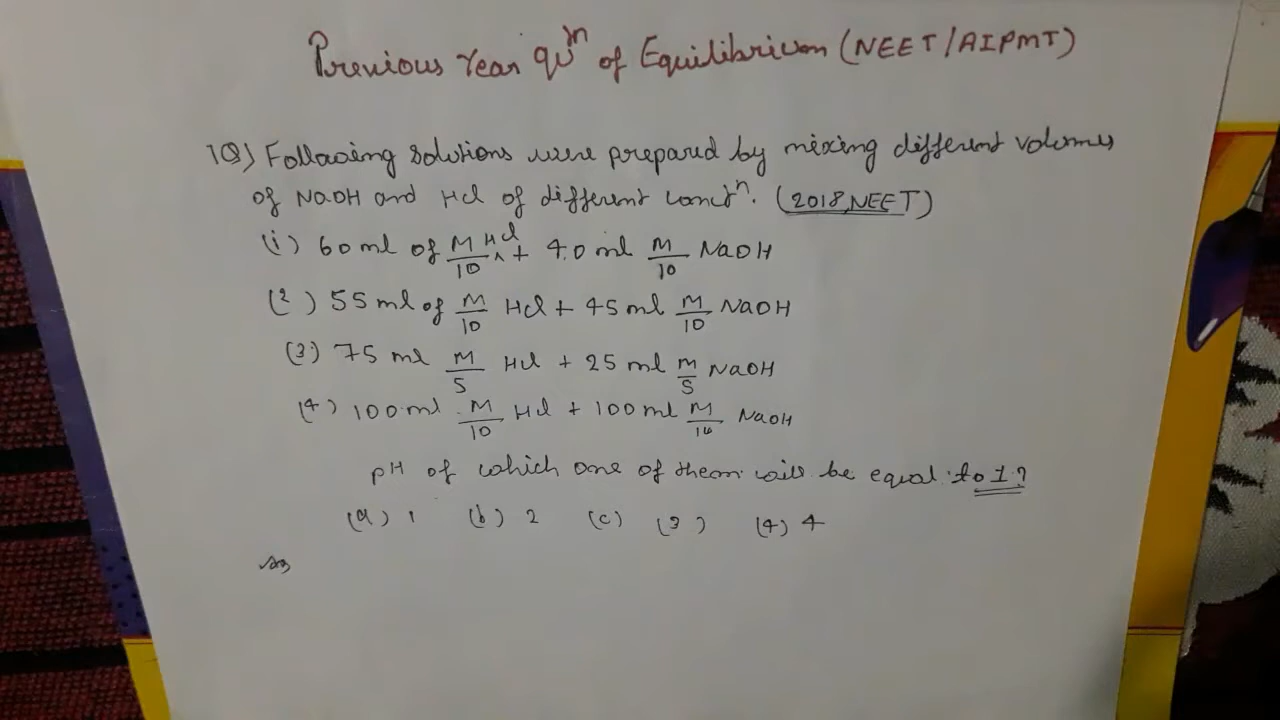 Previous Year qu^n of Equilibrium (NEET/AIPMT)
1Q) Following solutions were prepared by mixing different volumes
of NaOH and Hcl of different conct^n. (2018, NEET)
(i) 60 ml of M/10 Hcl + 40 ml M/10 NaOH
(2) 55 ml of M/10 Hcl + 45 ml M/10 NaOH
(3) 75 ml M/5 Hcl + 25 ml M/5 NaOH
(4) 100 ml M/10 Hcl + 100 ml M/10 NaOH
pH of which one of them will be equal to 1?
(a) 1 (b) 2 (c) (3) (4) 4